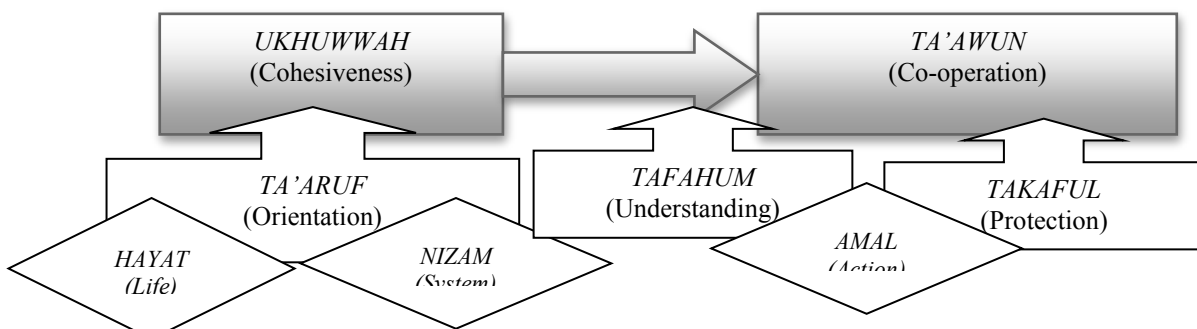 UKHUWWAH
(Cohesiveness)
TA’AWUN
(Co-operation)
TA’ARUF
(Orientation)
TAFAHUM
(Understanding)
TAKAFUL
(Protection)
HAYAT
(Life)
NIZAM
(System)
AMAL
(Action)